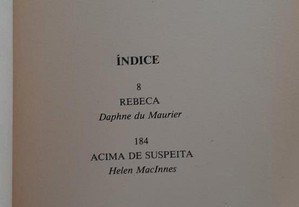 ÍNDICE
8
REBECA
Daphne du Maurier
184
ACIMA DE SUSPEITA
Helen MacInnes